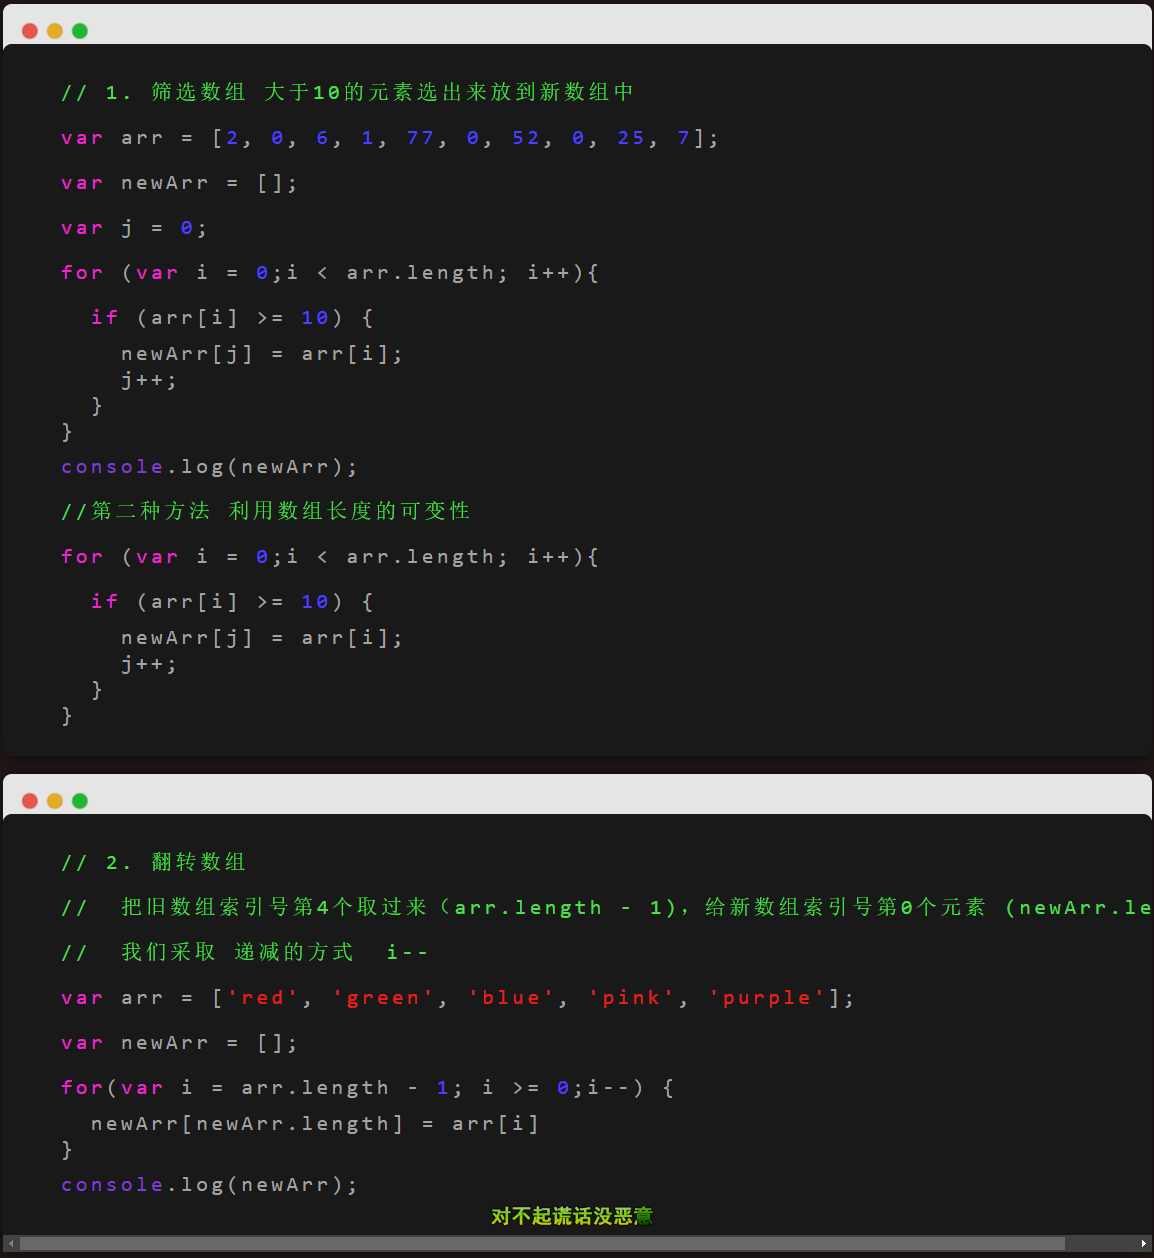 // 1. 筛选数组 大于10的元素选出来放到新数组中
var arr = [2, 0, 6, 1, 77, 0, 52, 0, 25, 7];
var newArr = [];
var j = 0;
for (var i = 0;i < arr.length; i++){
if (arr[i] >= 10) {
newArr[j] = arr[i];
j++;
}
}
console.log(newArr);
//第二种方法 利用数组长度的可变性
for (var i = 0;i < arr.length; i++){
if (arr[i] >= 10) {
newArr[j] = arr[i];
j++;
}
}
// 2. 翻转数组
// 把旧数组索引号第4个取过来（arr.length - 1)，给新数组索引号第0个元素 (newArr.le
// 我们采取 递减的方式 i--
var arr = ['red', 'green', 'blue', 'pink', 'purple'];
var newArr = [];
for(var i = arr.length - 1; i >= 0;i--) {
newArr[newArr.length] = arr[i]
}
console.log(newArr);
对不起谎话没恶意